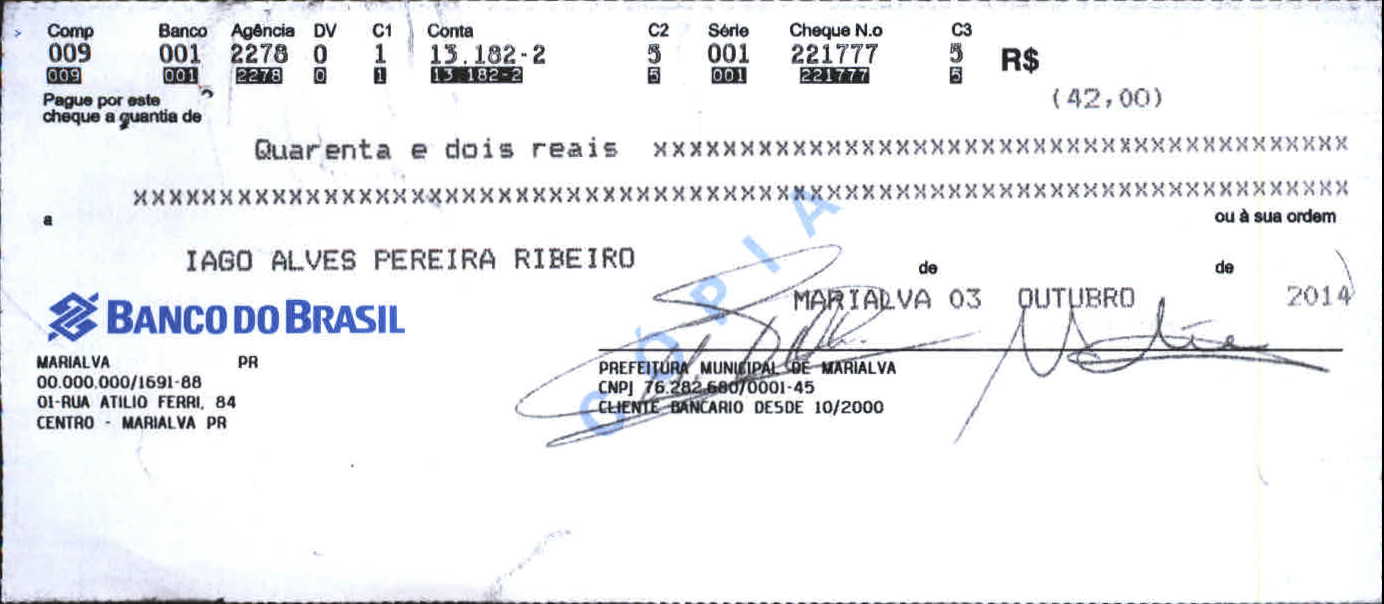 Comp Banco Agência DV C1 Conta C2 Série Cheque N.o C3
009 001 2278 0 1 13.182-2 5 001 221777 5 R$
009 001 2278 0 1 13 182-2 5 001 221777 5
(42,00)
Pague por este
cheque a quantia de
Quarenta e dois reais xxxxxxxxxxxxxxxxxxxxxxxxxxxxxxxxxxxxxxxx
xxxxxxxxxxxxxxxxxxxxxxxxxxxxxxxxxxxxxxxxxxxxxxxxxxxxxxxxxxxxxxxxxxxxxx
a ou à sua ordem
IAGO ALVES PEREIRA RIBEIRO
de de
MARIALVA 03 OUTUBRO 2014
CÓPIA
BANCO DO BRASIL
MARIALVA PR
00.000.000/1691-88
01-RUA ATILIO FERRI, 84
CENTRO - MARIALVA PR
PREFEITURA MUNICIPAL DE MARIALVA
CNPJ 76.282.680/0001-45
CLIENTE BANCARIO DESDE 10/2000